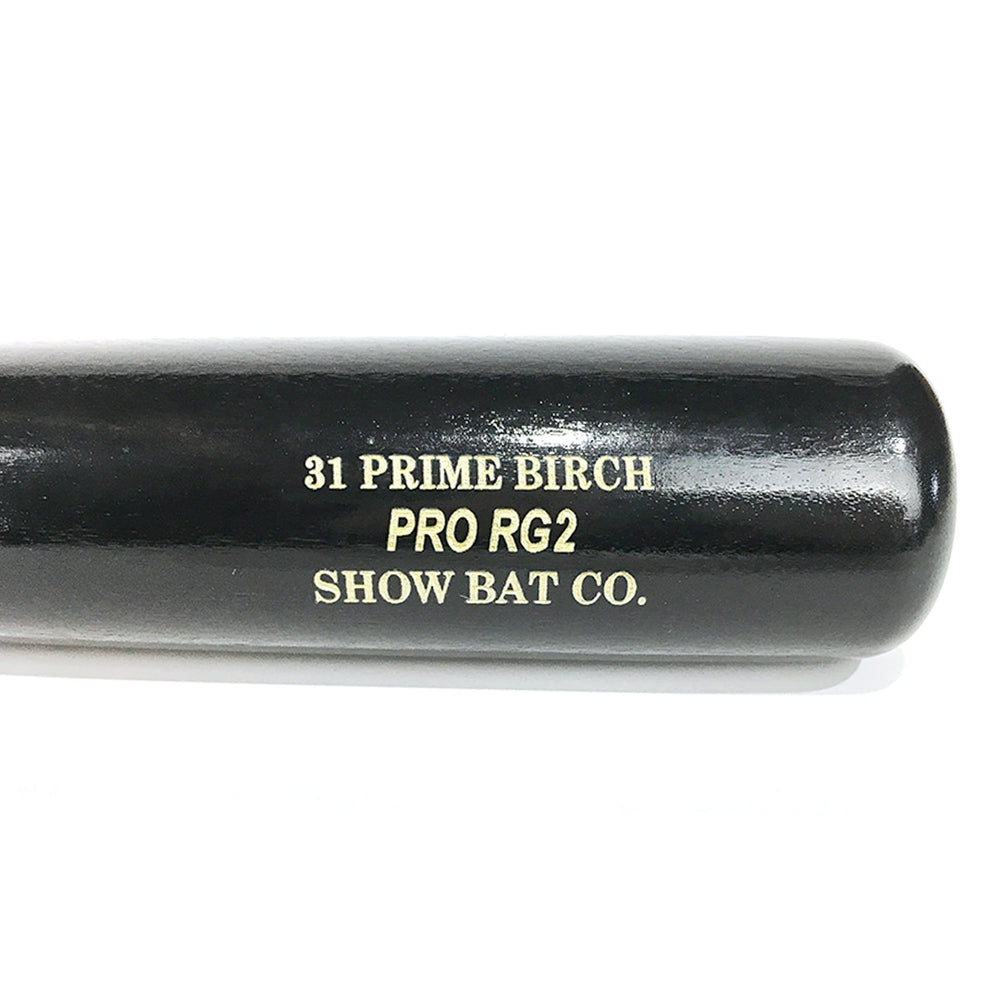 31 PRIME BIRCH
PRO RG2
SHOW BAT CO.